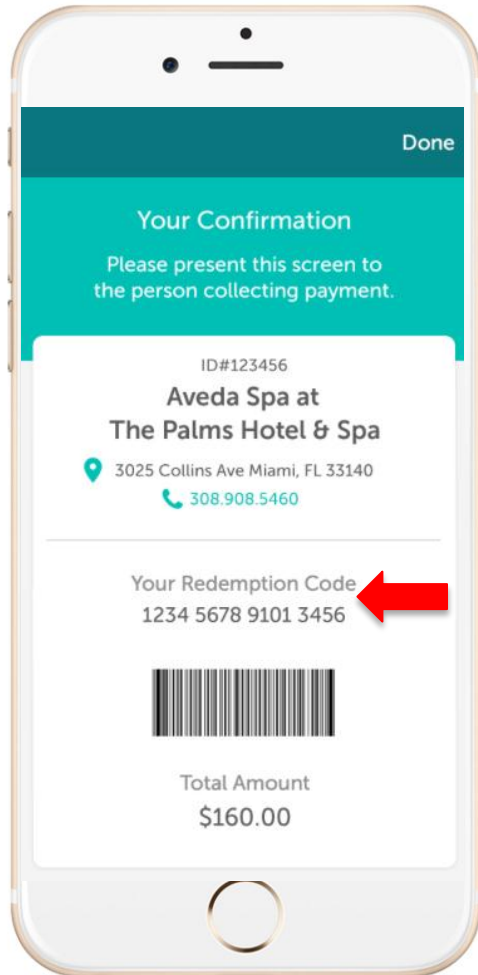 Done
Your Confirmation
Please present this screen to
the person collecting payment.
ID#123456
Aveda Spa at
The Palms Hotel & Spa
3025 Collins Ave Miami, FL 33140
308.908.5460
Your Redemption Code
1234 5678 9101 3456
Total Amount
$160.00